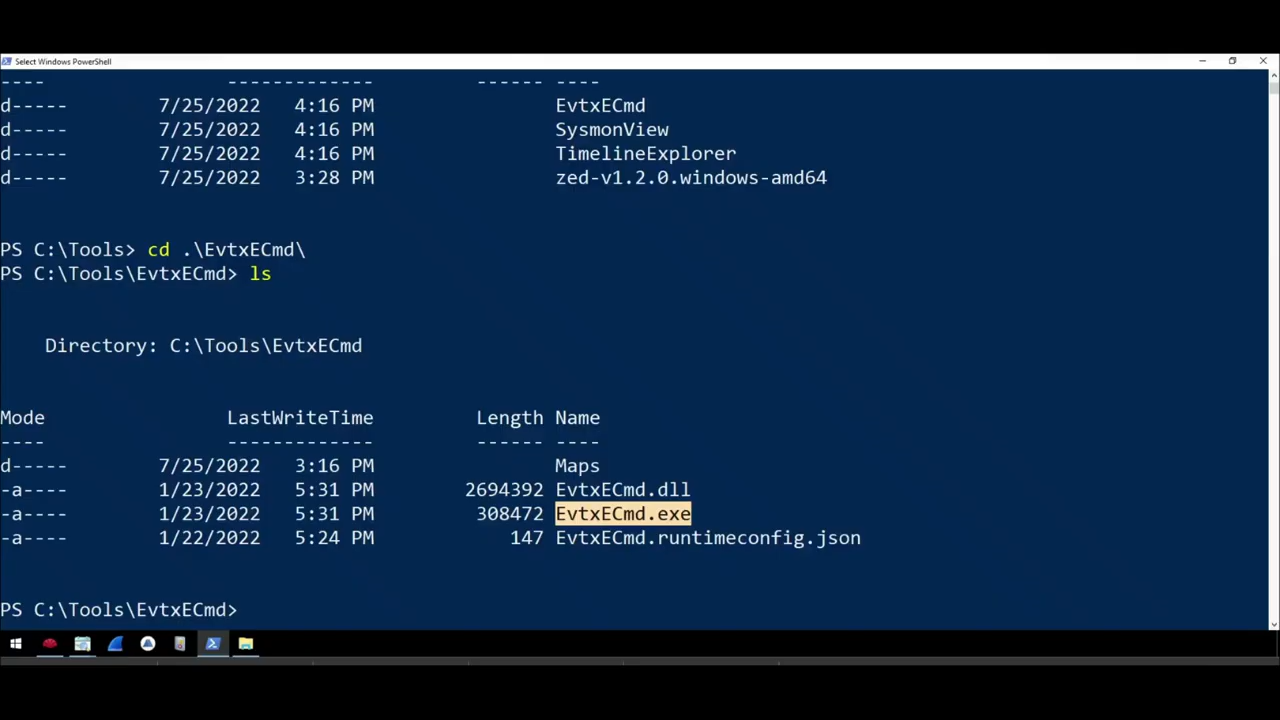 Select Windows PowerShell
----                 -------------         ------ ----
d-----        7/25/2022   4:16 PM                EvtxECmd
d-----        7/25/2022   4:16 PM                SysmonView
d-----        7/25/2022   4:16 PM                TimelineExplorer
d-----        7/25/2022   3:28 PM                zed-v1.2.0.windows-amd64
PS C:\Tools> cd .\EvtxECmd\
PS C:\Tools\EvtxECmd> ls
    Directory: C:\Tools\EvtxECmd
Mode                 LastWriteTime         Length Name
----                 -------------         ------ ----
d-----        7/25/2022   3:16 PM                Maps
-a----        1/23/2022   5:31 PM        2694392 EvtxECmd.dll
-a----        1/23/2022   5:31 PM         308472 EvtxECmd.exe
-a----        1/22/2022   5:24 PM            147 EvtxECmd.runtimeconfig.json
PS C:\Tools\EvtxECmd>